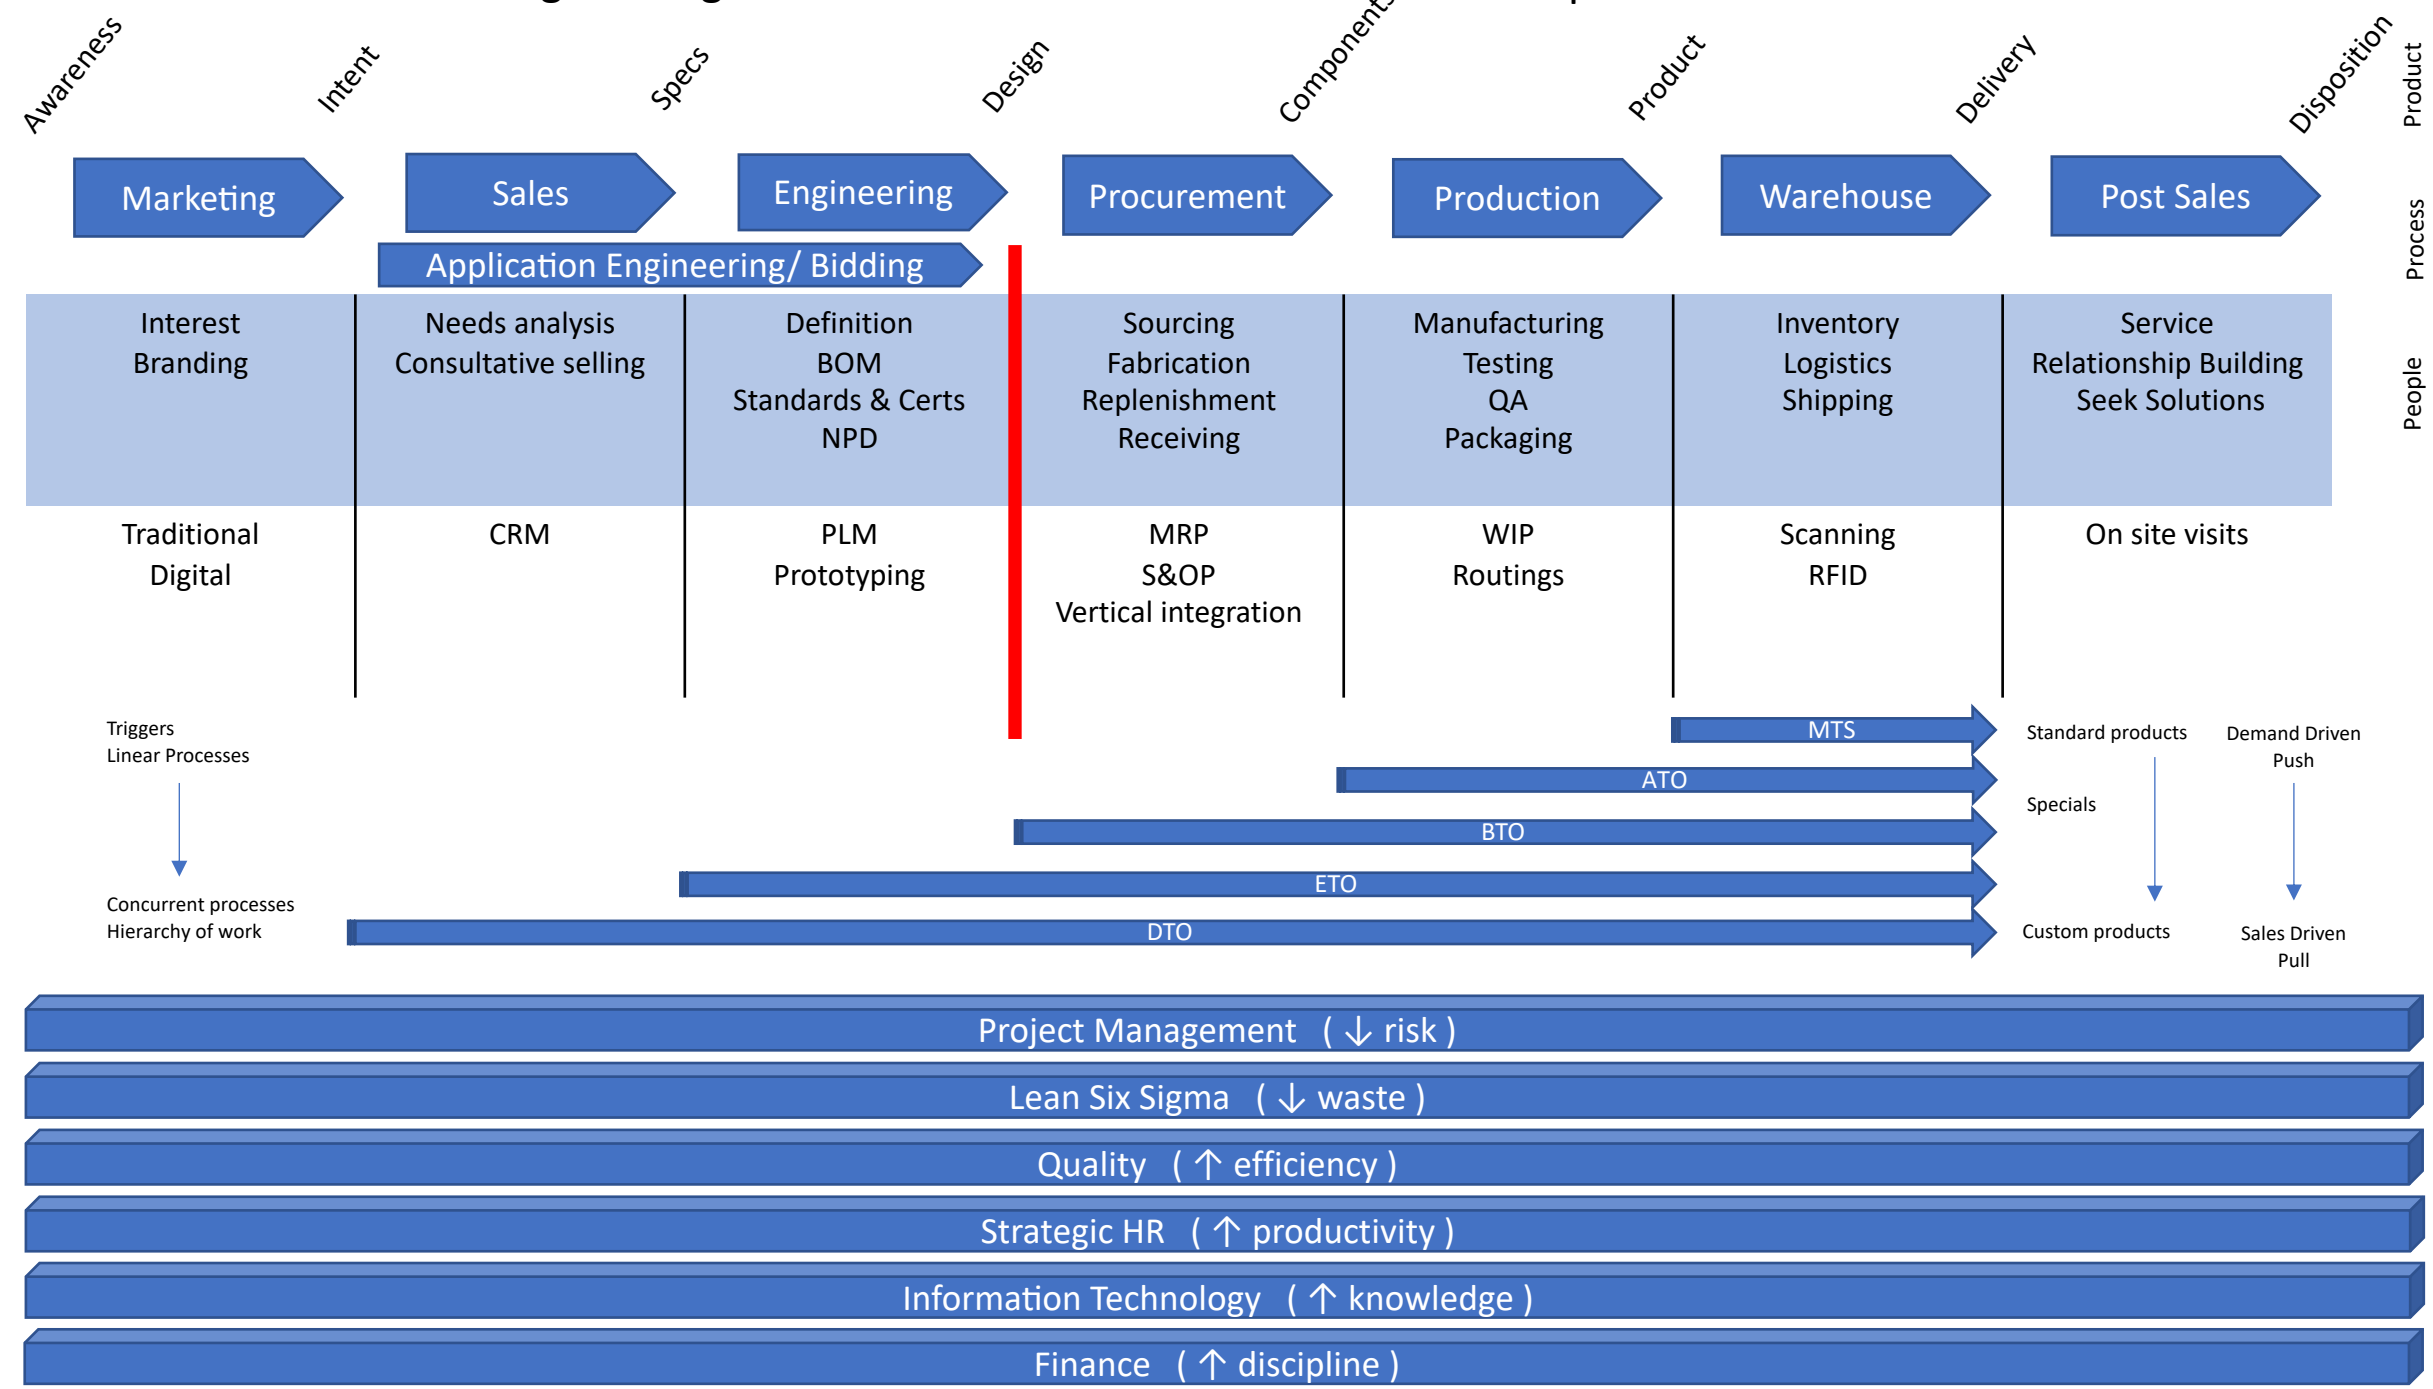 Awareness
Intent
Specs
Design
Components
Product
Delivery
Disposition
Product
Marketing
Sales
Engineering
Procurement
Production
Warehouse
Post Sales
Process
Application Engineering/ Bidding
Interest
Branding
Needs analysis
Consultative selling
Definition
BOM
Standards & Certs
NPD
Sourcing
Fabrication
Replenishment
Receiving
Manufacturing
Testing
QA
Packaging
Inventory
Logistics
Shipping
Service
Relationship Building
Seek Solutions
People
Traditional
Digital
CRM
PLM
Prototyping
MRP
S&OP
Vertical integration
WIP
Routings
Scanning
RFID
On site visits
Triggers
Linear Processes
Concurrent processes
Hierarchy of work
MTS
ATO
BTO
ETO
DTO
Standard products
Specials
Custom products
Demand Driven
Push
Sales Driven
Pull
Project Management ( ↓ risk )
Lean Six Sigma ( ↓ waste )
Quality ( ↑ efficiency )
Strategic HR ( ↑ productivity )
Information Technology ( ↑ knowledge )
Finance ( ↑ discipline )